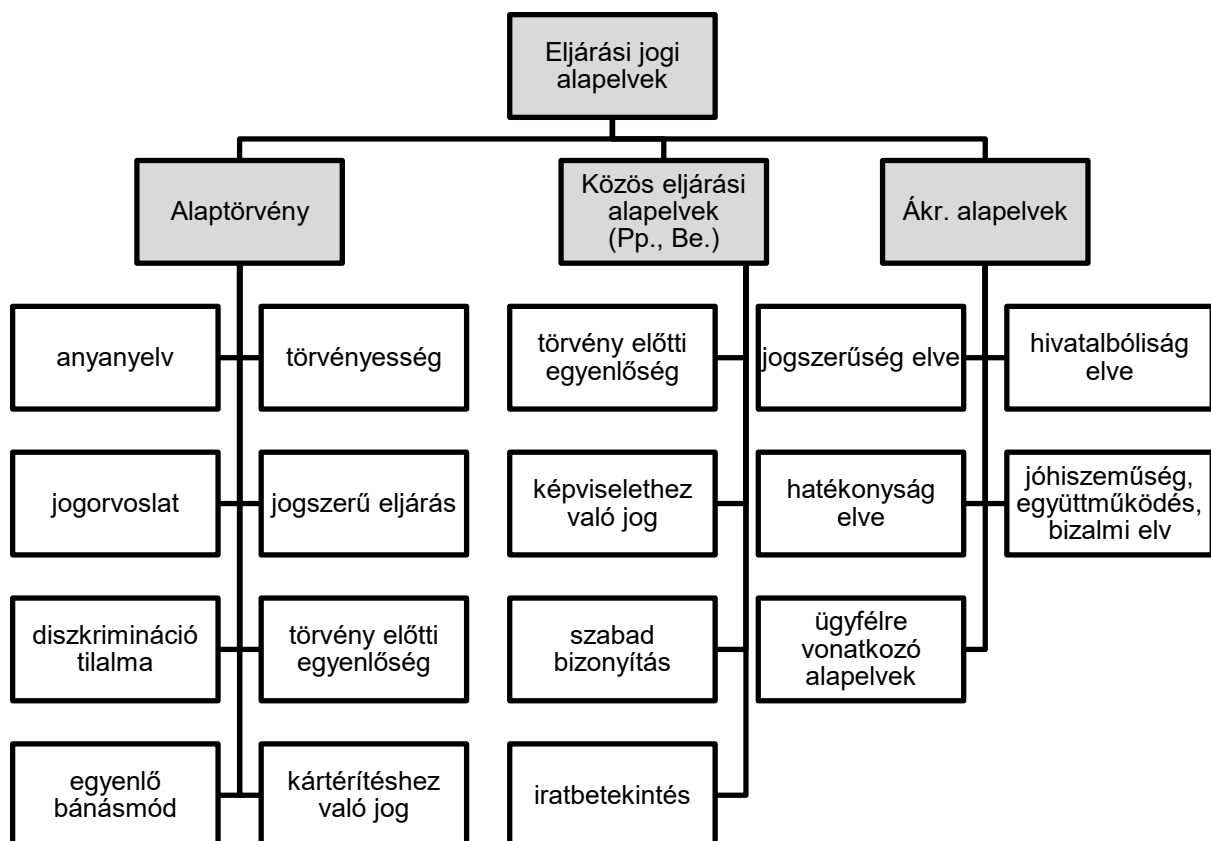 Eljárási jogi
alapelvek
Alaptörvény
Közös eljárási
alapelvek
(Pp., Be.)
Ákr. alapelvek
anyanyelv
törvényesség
törvény előtti
egyenlőség
jogszerűség elve
hivatalbóliság
elve
jogorvoslat
jogszerű eljárás
képviselethez
való jog
hatékonyság
elve
jóhiszeműség,
együttműködés,
bizalmi elv
diszkrimináció
tilalma
törvény előtti
egyenlőség
szabad
bizonyítás
ügyfélre
vonatkozó
alapelvek
egyenlő
bánásmód
kártérítéshez
való jog
iratbetekintés